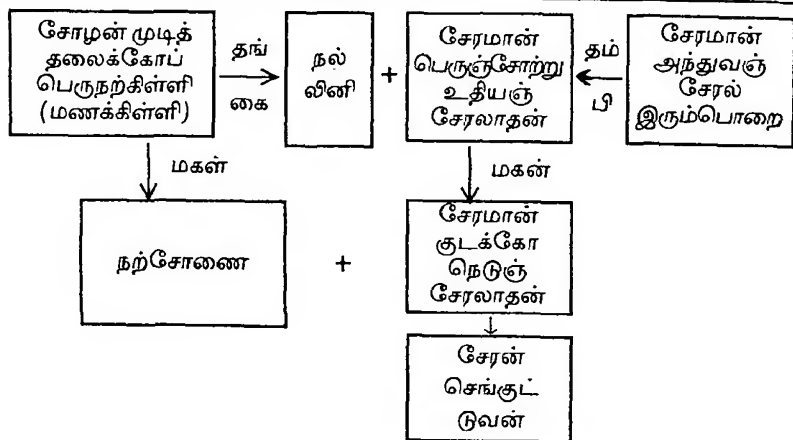 சோழன் முடித்
தலைக்கோப்
பெருநற்கிள்ளி
(மணக்கிள்ளி)
தங்
கை
நல்
லினி
+
சேரமான்
பெருஞ்சோற்று
உதியஞ்
சேரலாதன்
தம்
பி
சேரமான்
அந்துவஞ்
சேரல்
இரும்பொறை
மகள்
மகன்
நற்சோணை
+
சேரமான்
குடக்கோ
நெடுஞ்
சேரலாதன்
சேரன்
செங்குட்
டுவன்